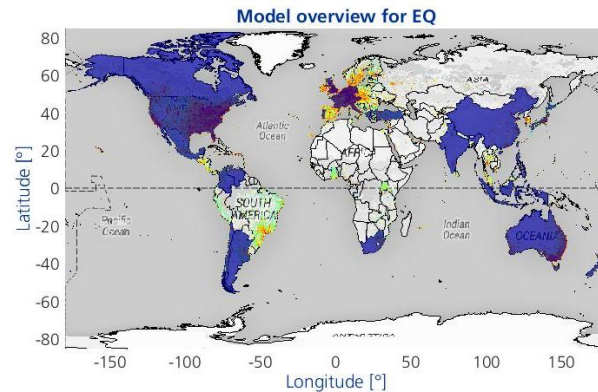 Model overview for EQ
80
60
40
20
0
-20
-40
-60
-80
Latitude [°]
ASIA
Atlantic
Ocean
AFRICA
SOUTH
AMERICA
Pacific
Ocean
Indian
Ocean
OCEANIA
-150
-100
-50
0
50
100
150
Longitude [°]